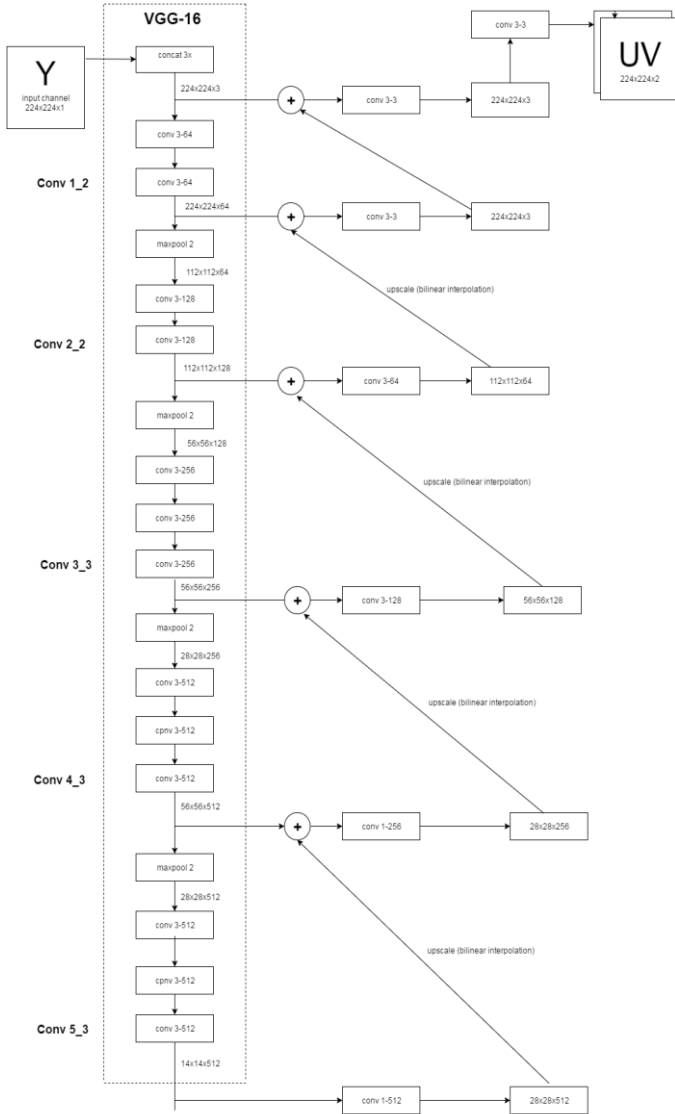 VGG-16
conv 3-3
Y
input channel
224x224x1
concat 3x
UV
224x224x2
224x224x3
conv 3-3
224x224x3
conv 3-64
Conv 1_2
conv 3-64
224x224x64
conv 3-3
224x224x3
maxpool 2
112x112x64
upscale (bilinear interpolation)
conv 3-128
Conv 2_2
conv 3-128
112x112x128
conv 3-64
112x112x64
maxpool 2
56x56x128
conv 3-256
upscale (bilinear interpolation)
conv 3-256
Conv 3_3
conv 3-256
56x56x256
conv 3-128
56x56x128
maxpool 2
28x28x256
conv 3-512
upscale (bilinear interpolation)
cpnv 3-512
Conv 4_3
conv 3-512
56x56x512
conv 1-256
28x28x256
maxpool 2
28x28x512
conv 3-512
upscale (bilinear interpolation)
cpnv 3-512
Conv 5_3
conv 3-512
14x14x512
conv 1-512
28x28x512